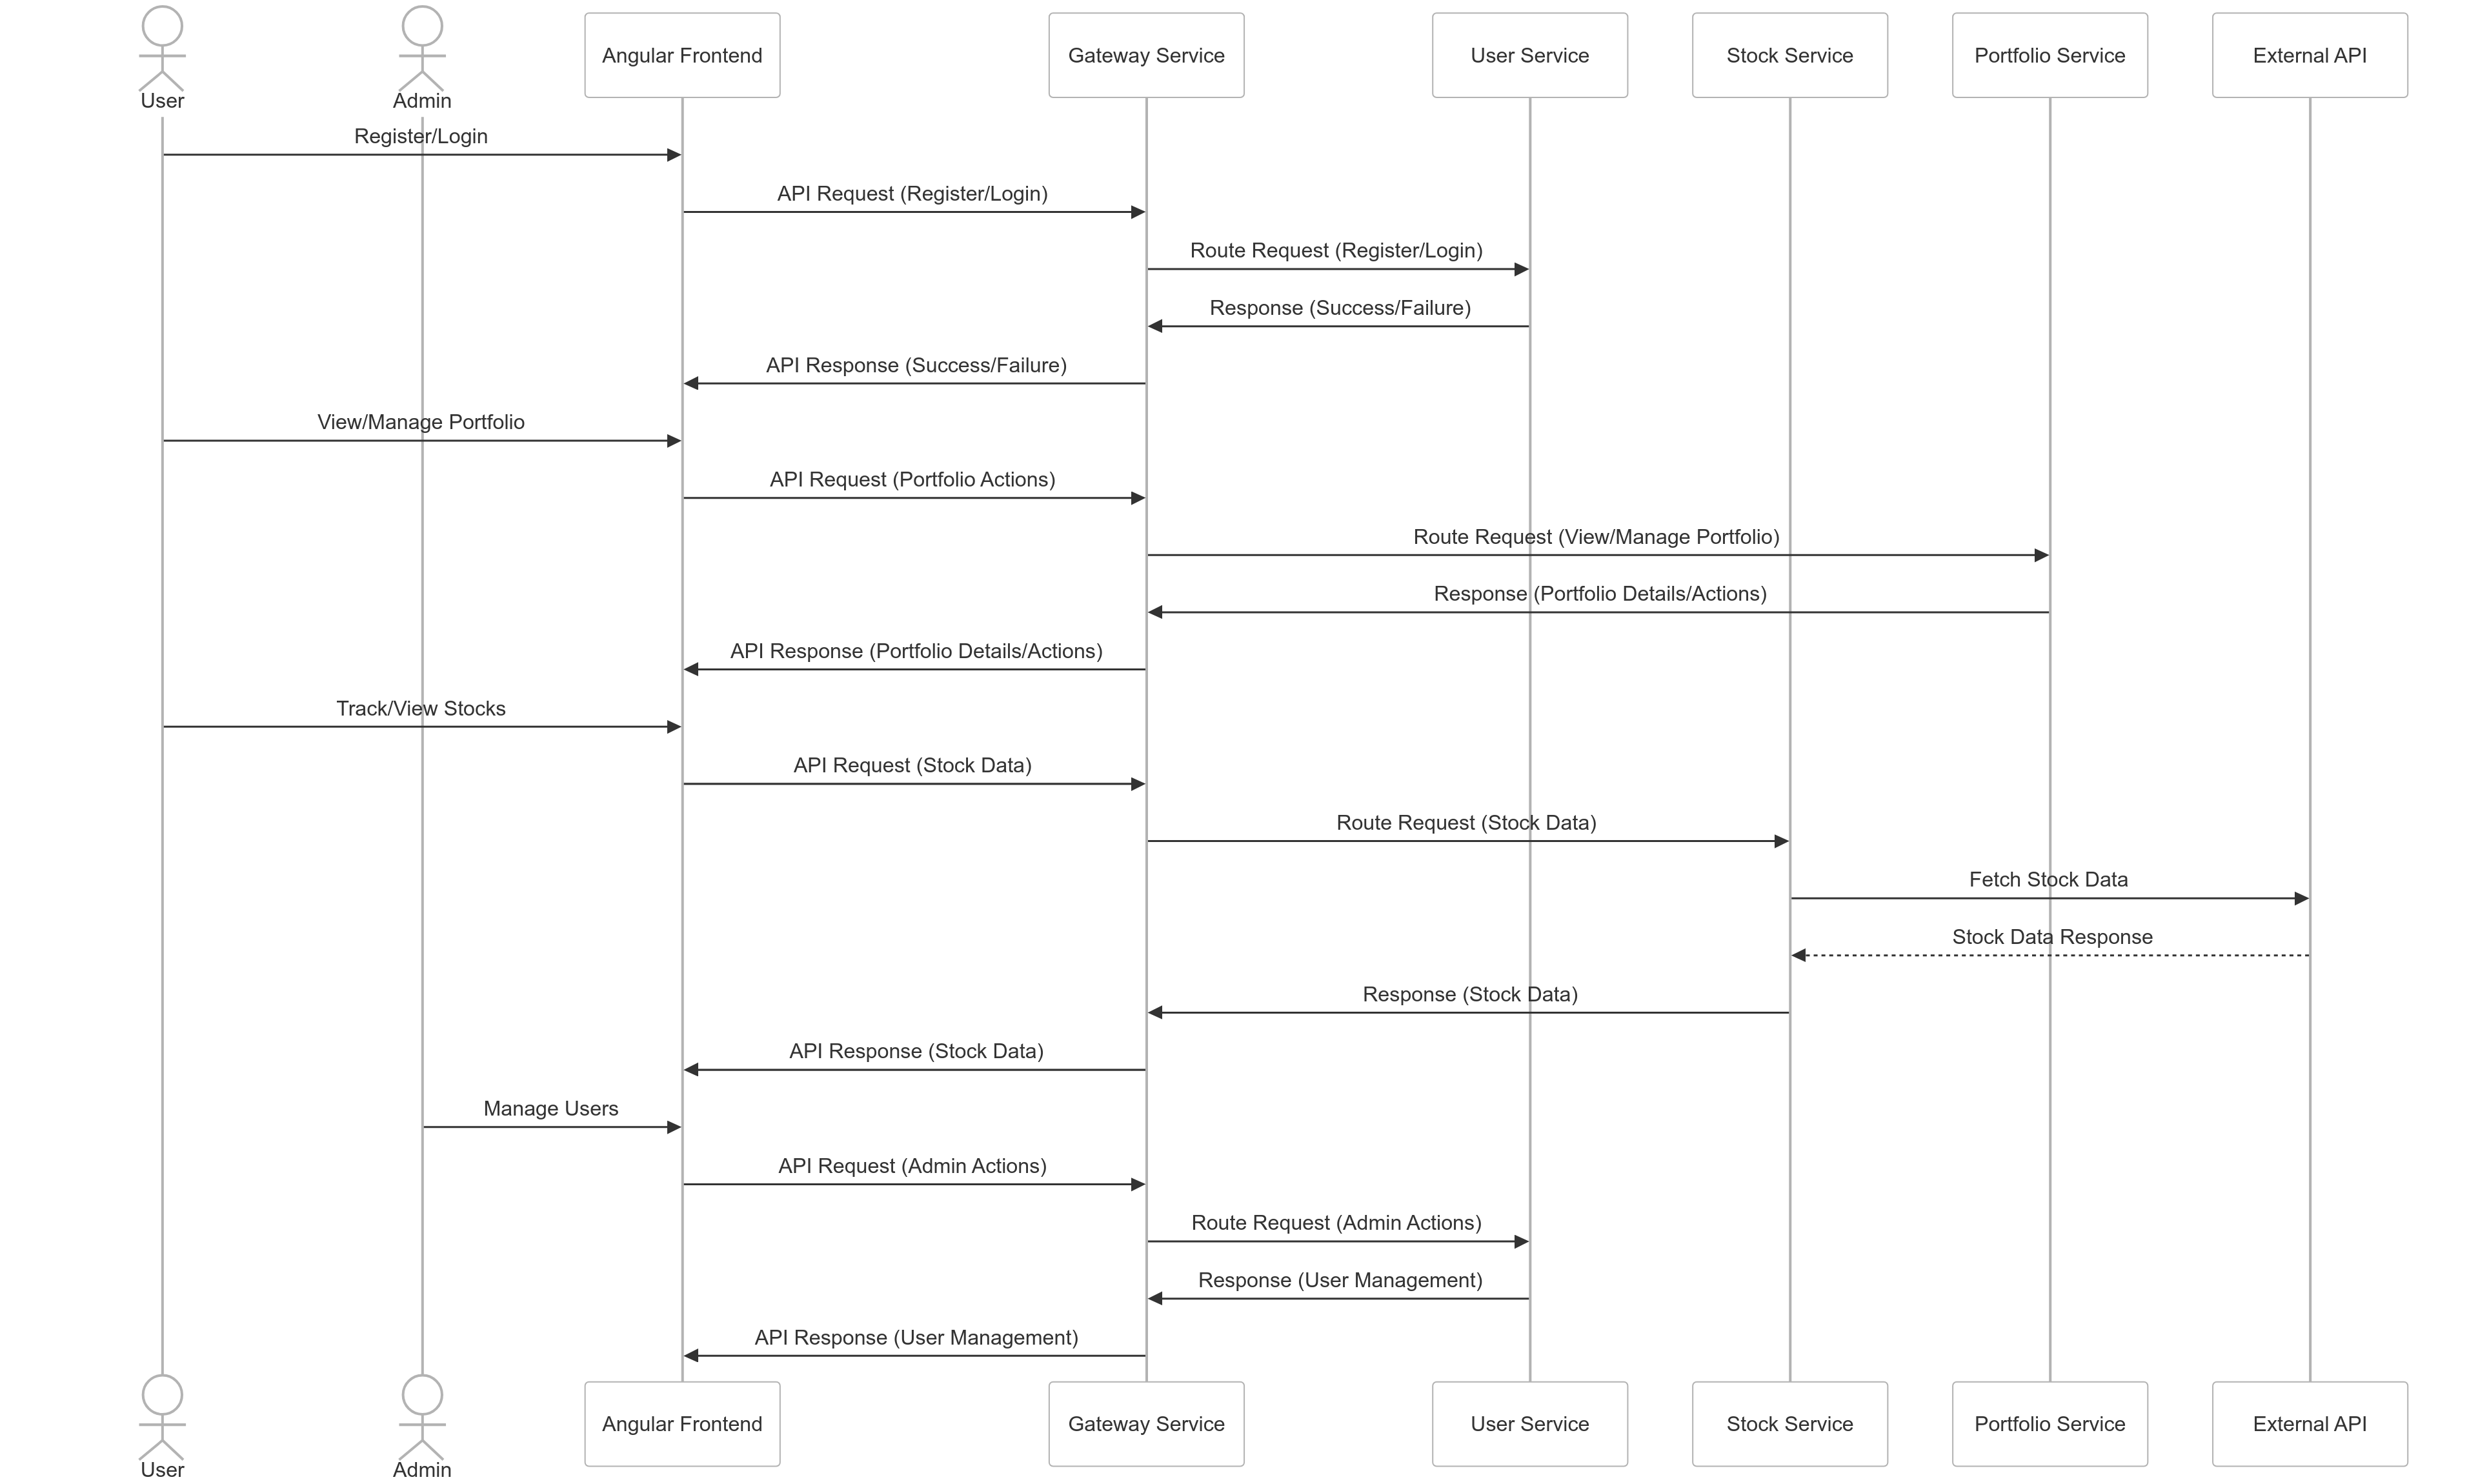 User
Admin
Angular Frontend
Gateway Service
User Service
Stock Service
Portfolio Service
External API
Register/Login
API Request (Register/Login)
Route Request (Register/Login)
Response (Success/Failure)
API Response (Success/Failure)
View/Manage Portfolio
API Request (Portfolio Actions)
Route Request (View/Manage Portfolio)
Response (Portfolio Details/Actions)
API Response (Portfolio Details/Actions)
Track/View Stocks
API Request (Stock Data)
Route Request (Stock Data)
Fetch Stock Data
Stock Data Response
Response (Stock Data)
API Response (Stock Data)
Manage Users
API Request (Admin Actions)
Route Request (Admin Actions)
Response (User Management)
API Response (User Management)
User
Admin
Angular Frontend
Gateway Service
User Service
Stock Service
Portfolio Service
External API